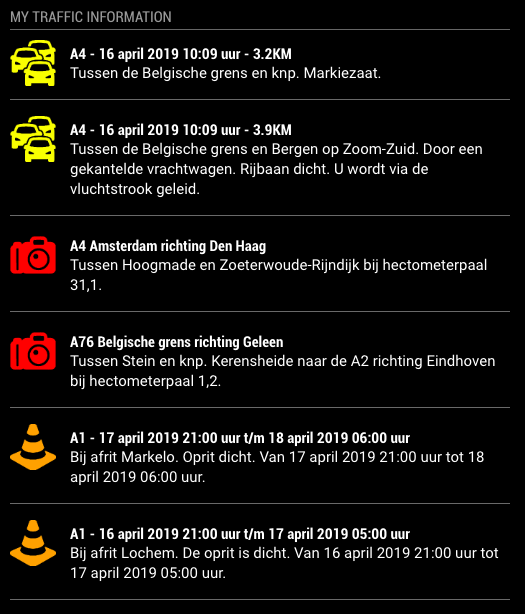 MY TRAFFIC INFORMATION
A4 - 16 april 2019 10:09 uur - 3.2KM
Tussen de Belgische grens en knp. Markiezaat.
A4 - 16 april 2019 10:09 uur - 3.9KM
Tussen de Belgische grens en Bergen op Zoom-Zuid. Door een
gekantelde vrachtwagen. Rijbaan dicht. U wordt via de
vluchtstrook geleid.
A4 Amsterdam richting Den Haag
Tussen Hoogmade en Zoeterwoude-Rijndijk bij hectometerpaal
31,1.
A76 Belgische grens richting Geleen
Tussen Stein en knp. Kerensheide naar de A2 richting Eindhoven
bij hectometerpaal 1,2.
A1 - 17 april 2019 21:00 uur t/m 18 april 2019 06:00 uur
Bij afrit Markelo. Oprit dicht. Van 17 april 2019 21:00 uur tot 18
april 2019 06:00 uur.
A1 - 16 april 2019 21:00 uur t/m 17 april 2019 05:00 uur
Bij afrit Lochem. De oprit is dicht. Van 16 april 2019 21:00 uur tot
17 april 2019 05:00 uur.